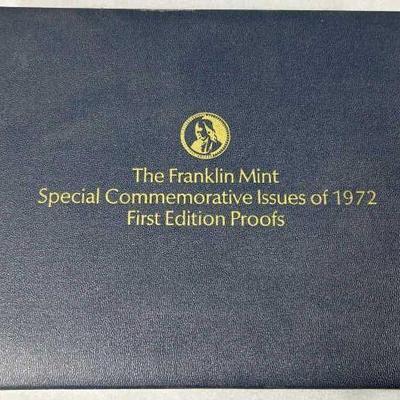 The Franklin Mint
Special Commemorative Issues of 1972
First Edition Proofs